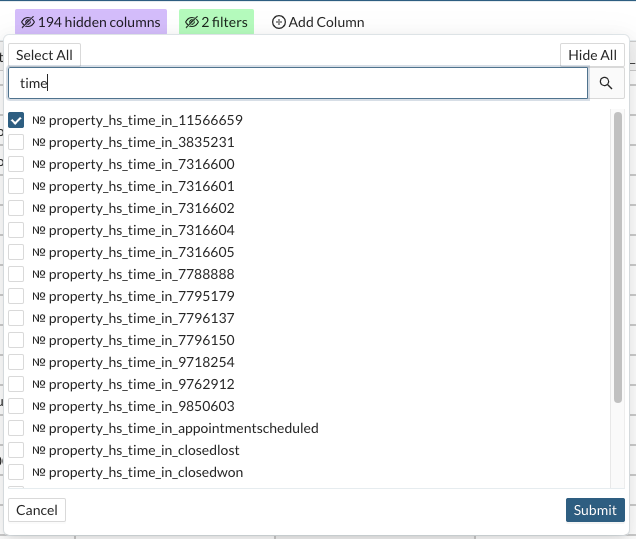 194 hidden columns 2 filters Add Column
Select All Hide All
time
№ property_hs_time_in_11566659
№ property_hs_time_in_3835231
№ property_hs_time_in_7316600
№ property_hs_time_in_7316601
№ property_hs_time_in_7316602
№ property_hs_time_in_7316604
№ property_hs_time_in_7316605
№ property_hs_time_in_7788888
№ property_hs_time_in_7795179
№ property_hs_time_in_7796137
№ property_hs_time_in_7796150
№ property_hs_time_in_9718254
№ property_hs_time_in_9762912
№ property_hs_time_in_9850603
№ property_hs_time_in_appointmentscheduled
№ property_hs_time_in_closedlost
№ property_hs_time_in_closedwon
Cancel Submit